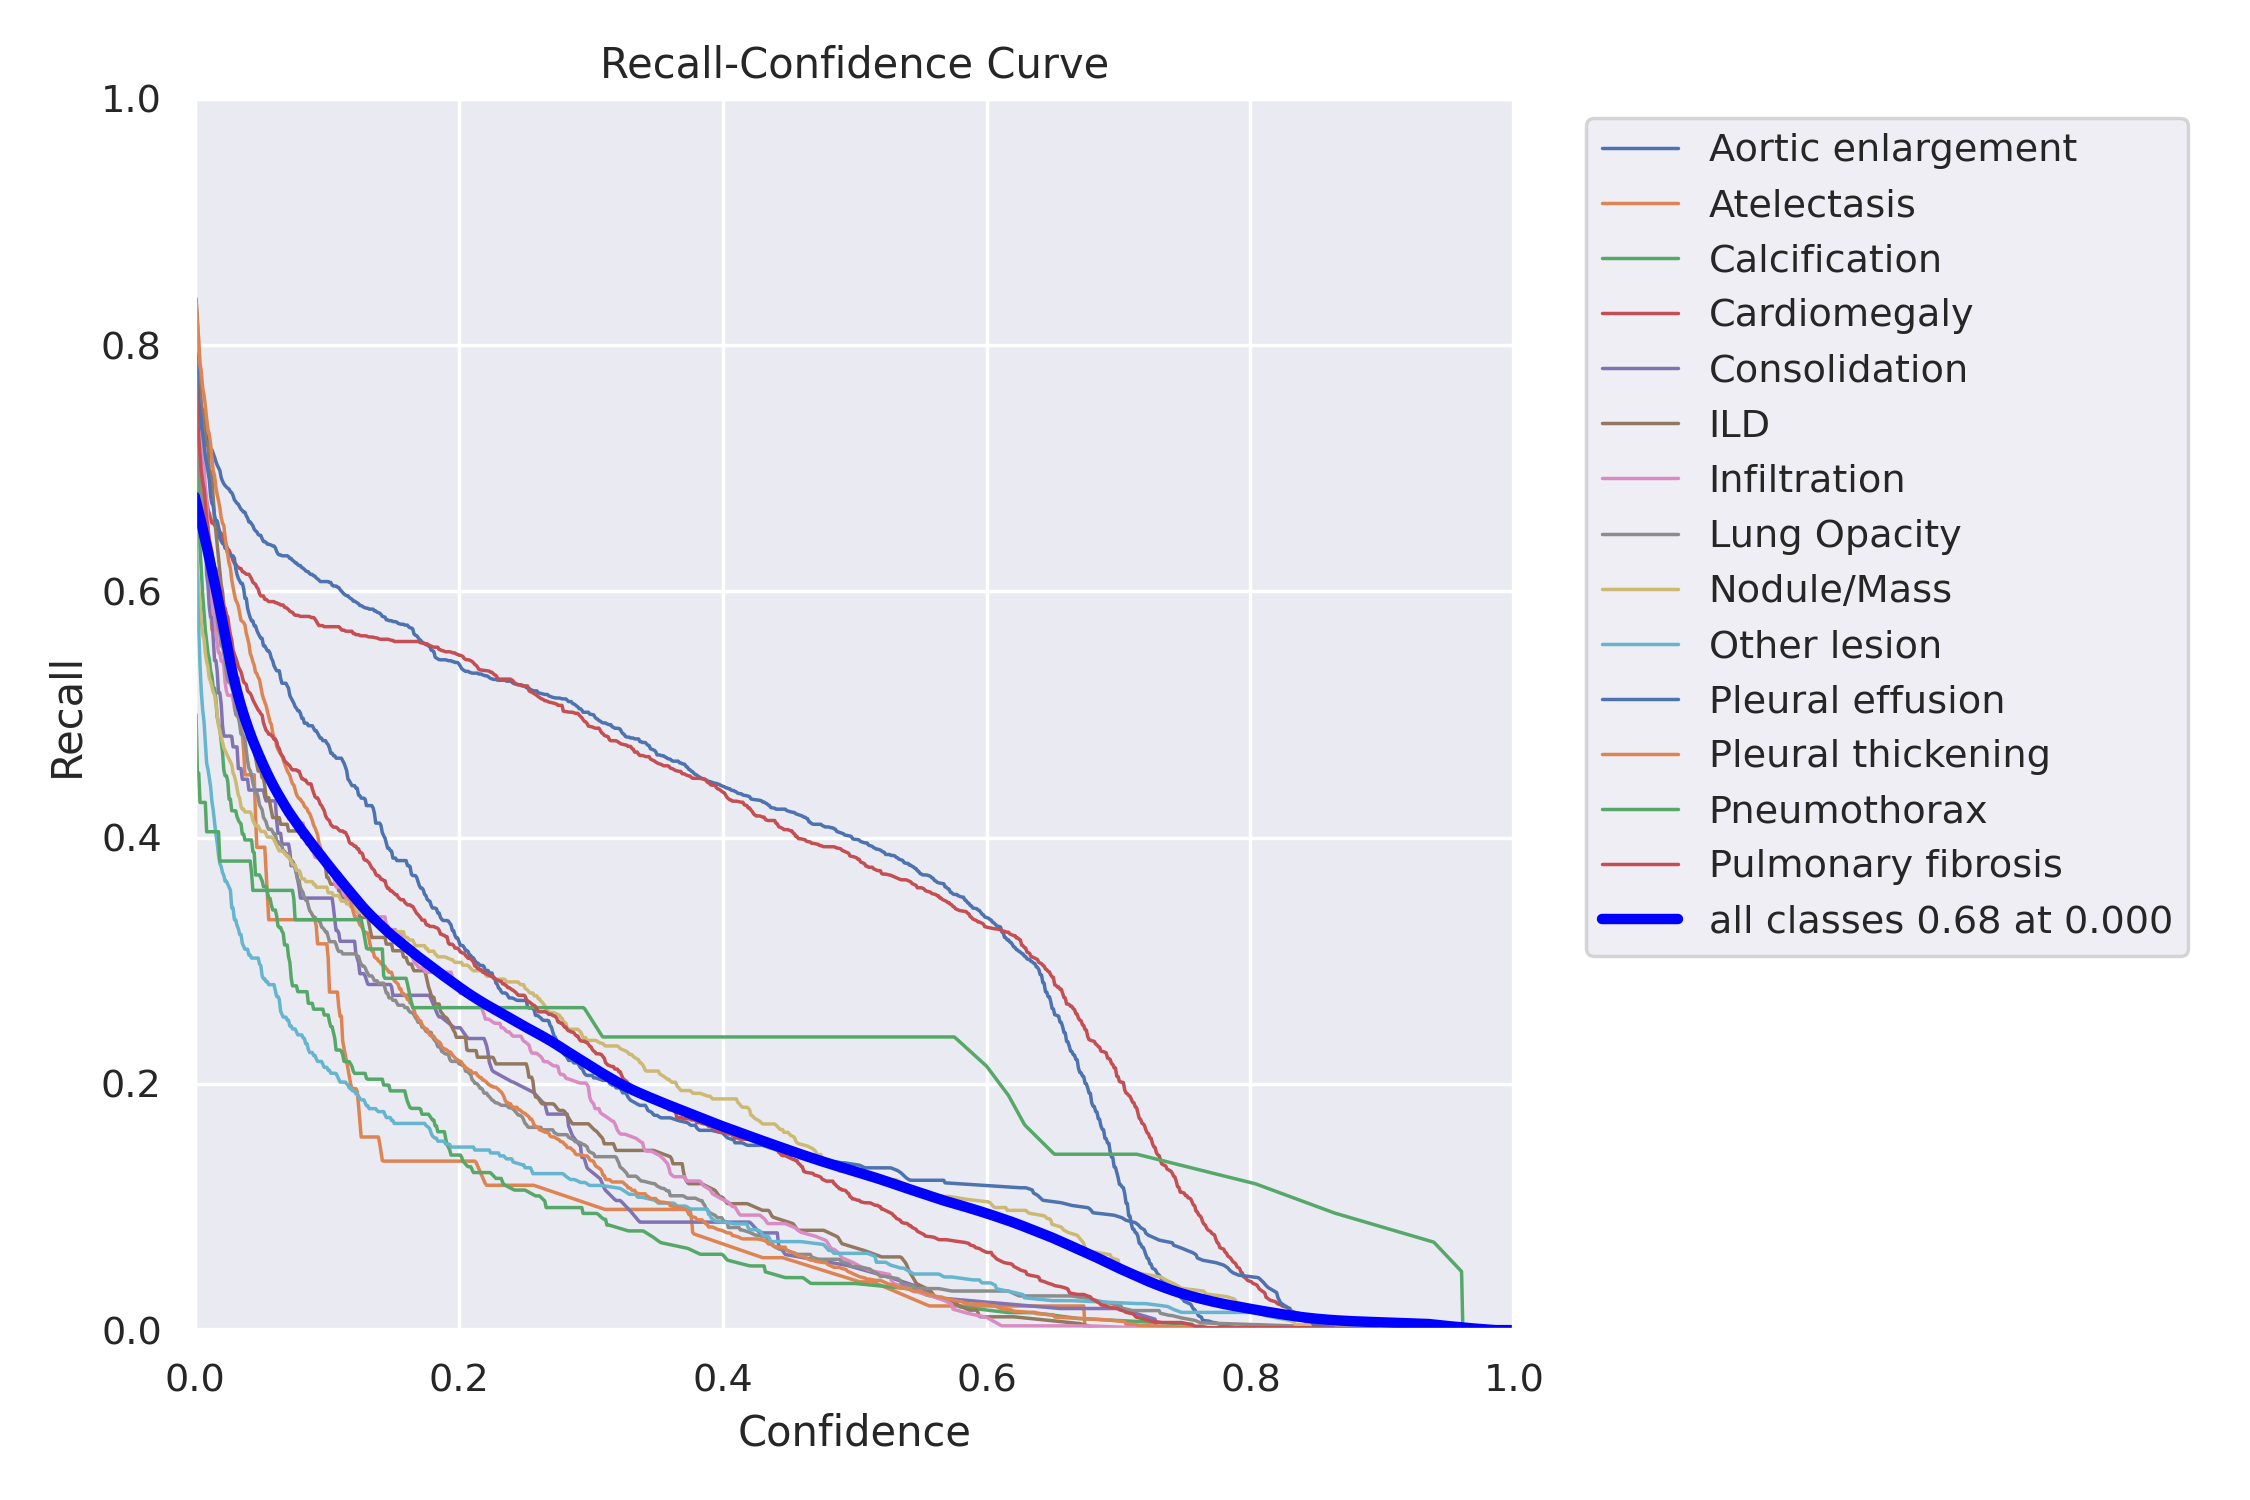 Recall-Confidence Curve
1.0
0.8
0.6
0.4
0.2
0.0
Recall
0.0 0.2 0.4 0.6 0.8 1.0
Confidence
Aortic enlargement
Atelectasis
Calcification
Cardiomegaly
Consolidation
ILD
Infiltration
Lung Opacity
Nodule/Mass
Other lesion
Pleural effusion
Pleural thickening
Pneumothorax
Pulmonary fibrosis
all classes 0.68 at 0.000